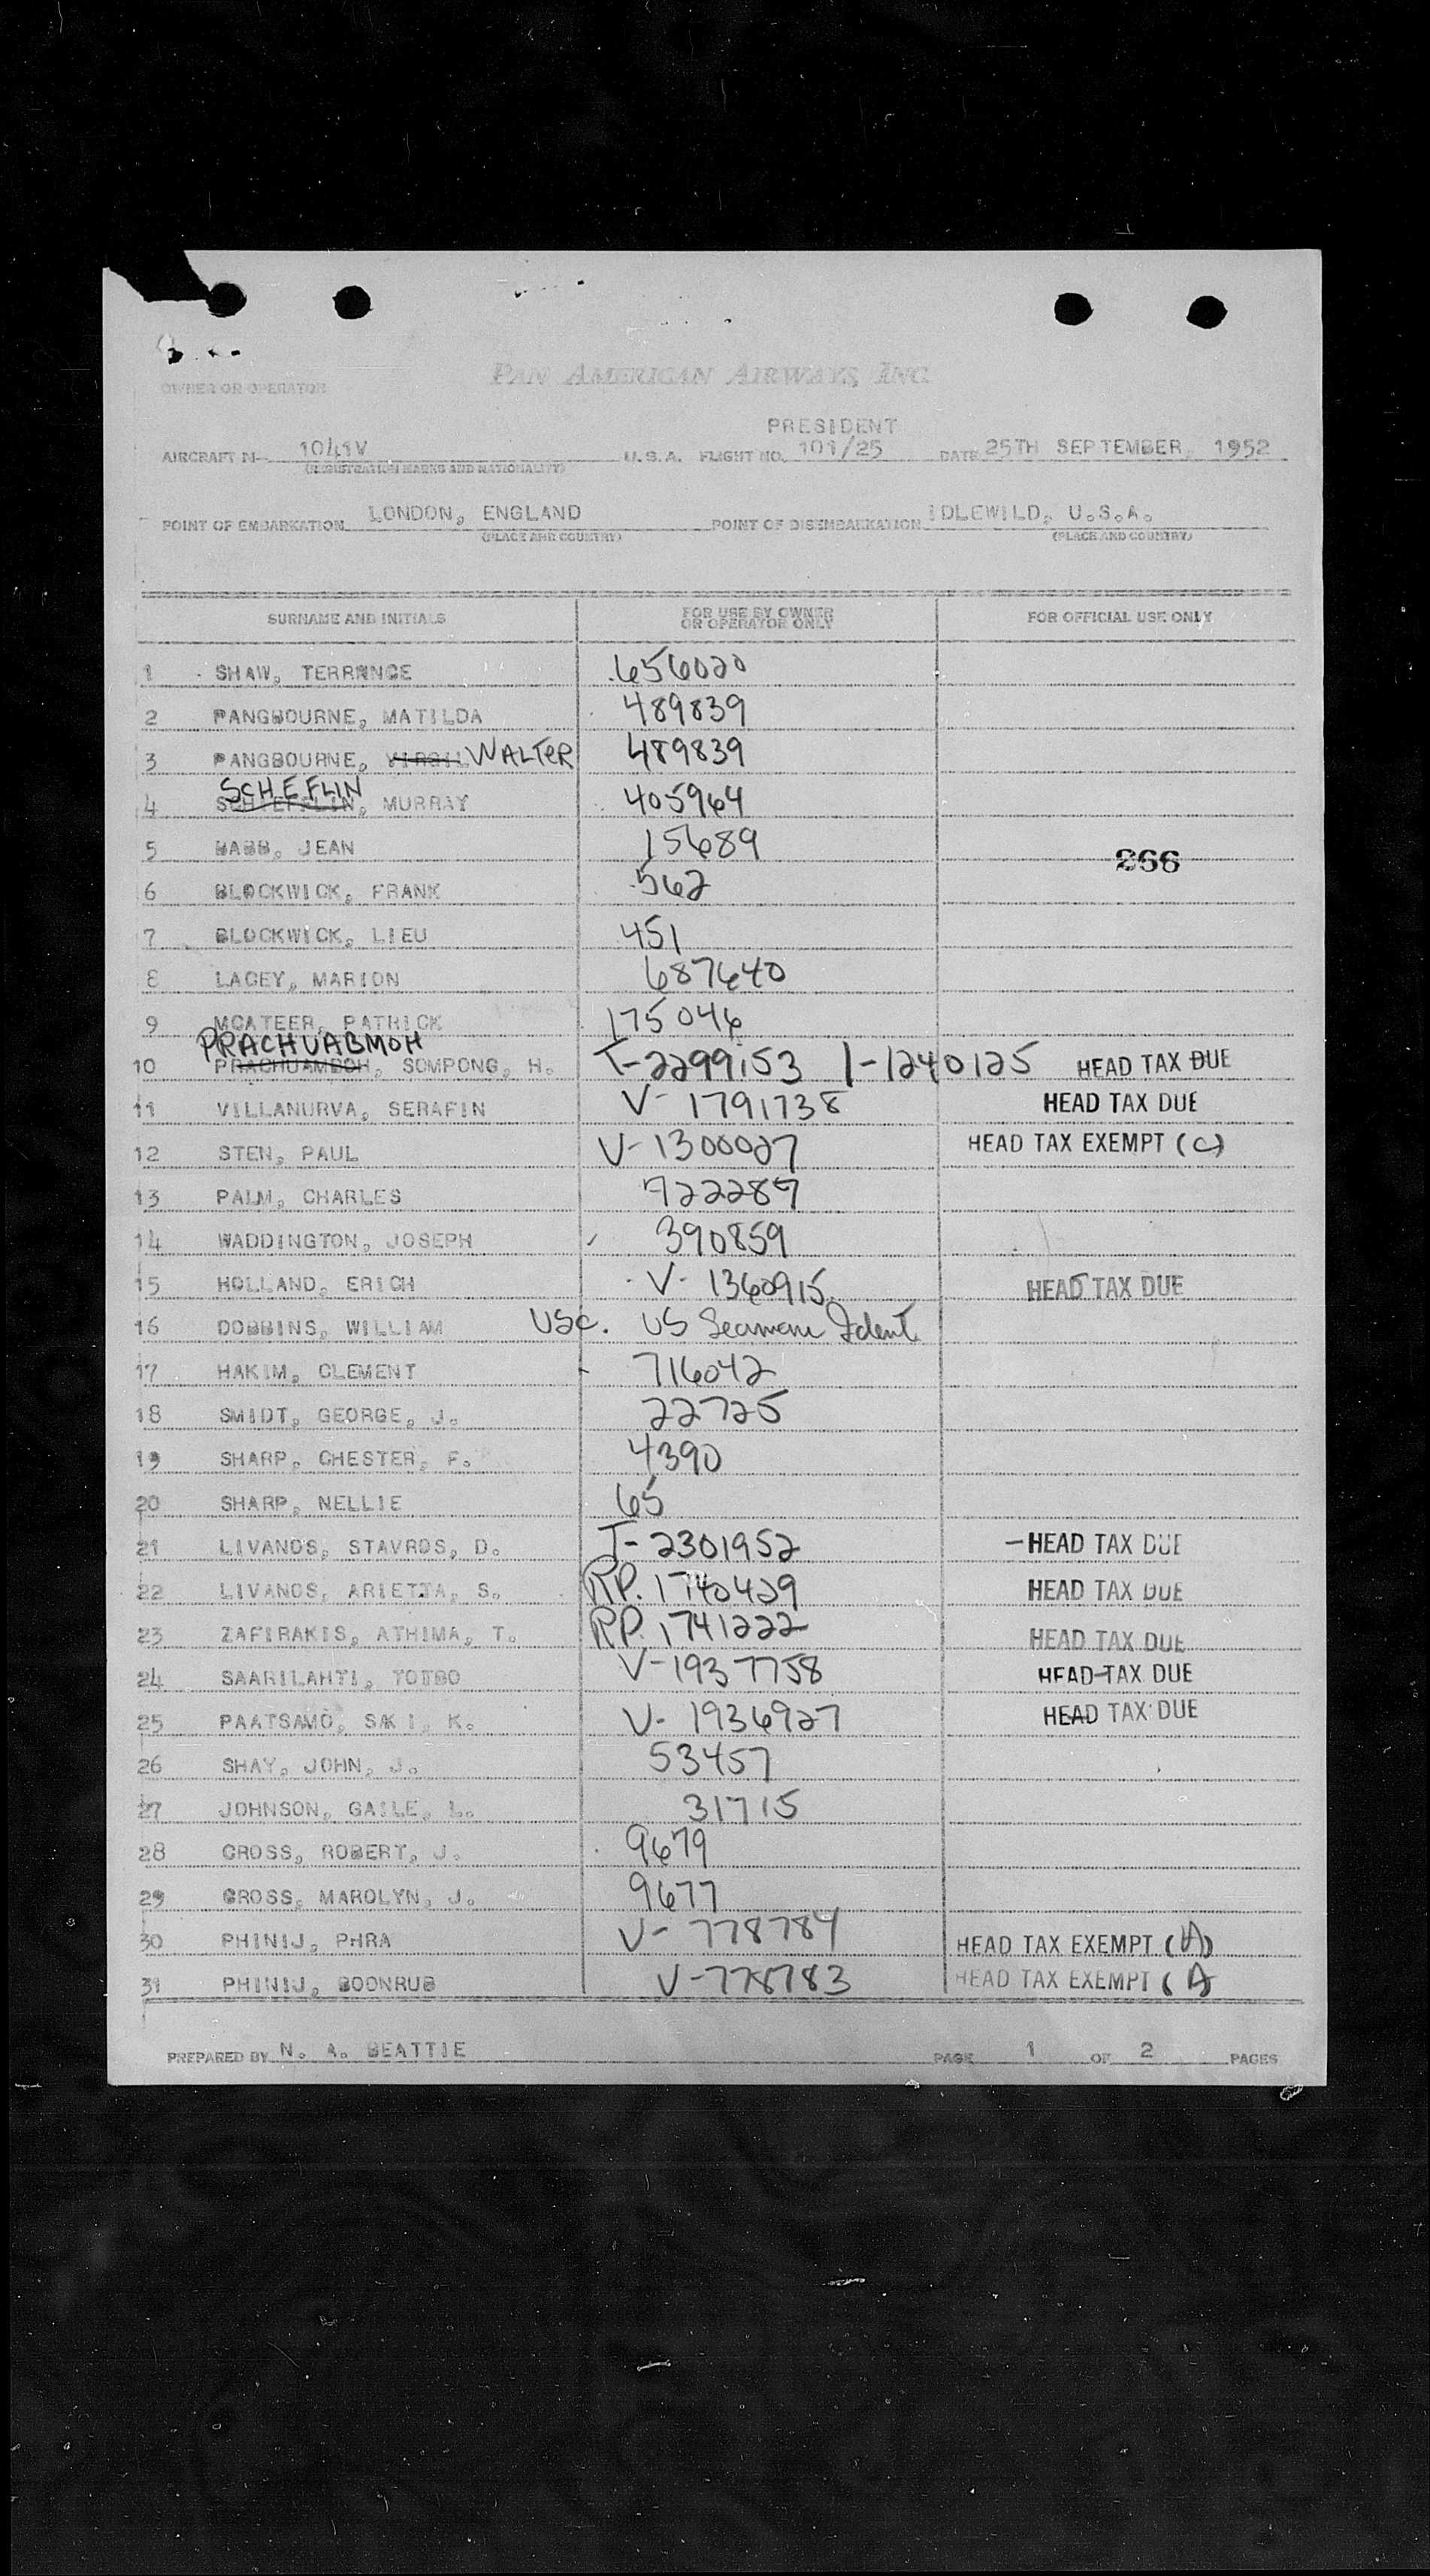 PAN AMERICAN AIRWAYS, INC.
OWNER OR OPERATOR
PRESIDENT
AIRCRAFT N— 1041V U.S.A. FLIGHT NO. 101/25 DATE 25TH SEPTEMBER, 1952
(REGISTRATION MARKS AND NATIONALITY)
POINT OF EMBARKATION LONDON, ENGLAND POINT OF DISEMBARKATION IDLEWILD, U.S.A.
(PLACE AND COUNTRY) (PLACE AND COUNTRY)
SURNAME AND INITIALS FOR USE BY OWNER OR OPERATOR ONLY FOR OFFICIAL USE ONLY
1 SHAW, TERRANCE 656020
2 PANGBOURNE, MATILDA 489839
3 PANGBOURNE, VIRGIL WALTER 489839
SCHEFLIN
4 MURRAY 405964
5 BABB, JEAN 15689
266
6 BLOCKWICK, FRANK 562
7 BLOCKWICK, LIEU 451
8 LACEY, MARION 687640
9 MCATEER, PATRICK 175046
PRACHUABMOH
10 PRACHUAMBOH, SOMPONG, H. T-2299153 1-1240125 HEAD TAX DUE
11 VILLANURVA, SERAFIN V-1791738 HEAD TAX DUE
12 STEN, PAUL V-1300027 HEAD TAX EXEMPT (C)
13 PALM, CHARLES 722287
14 WADDINGTON, JOSEPH 390859
15 HOLLAND, ERICH V-1360915 HEAD TAX DUE
16 DOBBINS, WILLIAM USC. US Seamans Ident.
17 HAKIM, CLEMENT 716042
18 SMIDT, GEORGE, J. 22725
19 SHARP, CHESTER, F. 4390
20 SHARP, NELLIE 65
21 LIVANOS, STAVROS, D. T-2301952 -HEAD TAX DUE
22 LIVANOS, ARIETTA, S. RP. 1740429 HEAD TAX DUE
23 ZAFIRAKIS, ATHIMA, T. RP. 1741222 HEAD TAX DUE
24 SAARILAHTI, TOTBO V-1937758 HEAD TAX DUE
25 PAATSAMO, SAKI, K. V-1936927 HEAD TAX DUE
26 SHAY, JOHN, J. 53457
27 JOHNSON, GAILE, L. 31715
28 GROSS, ROBERT, J. 9679
29 GROSS, MAROLYN, J. 9677
30 PHINIJ, PHRA V-778784 HEAD TAX EXEMPT (A)
31 PHINIJ, BOONRUB V-778783 HEAD TAX EXEMPT (A
PREPARED BY N. A. BEATTIE PAGE 1 OF 2 PAGES